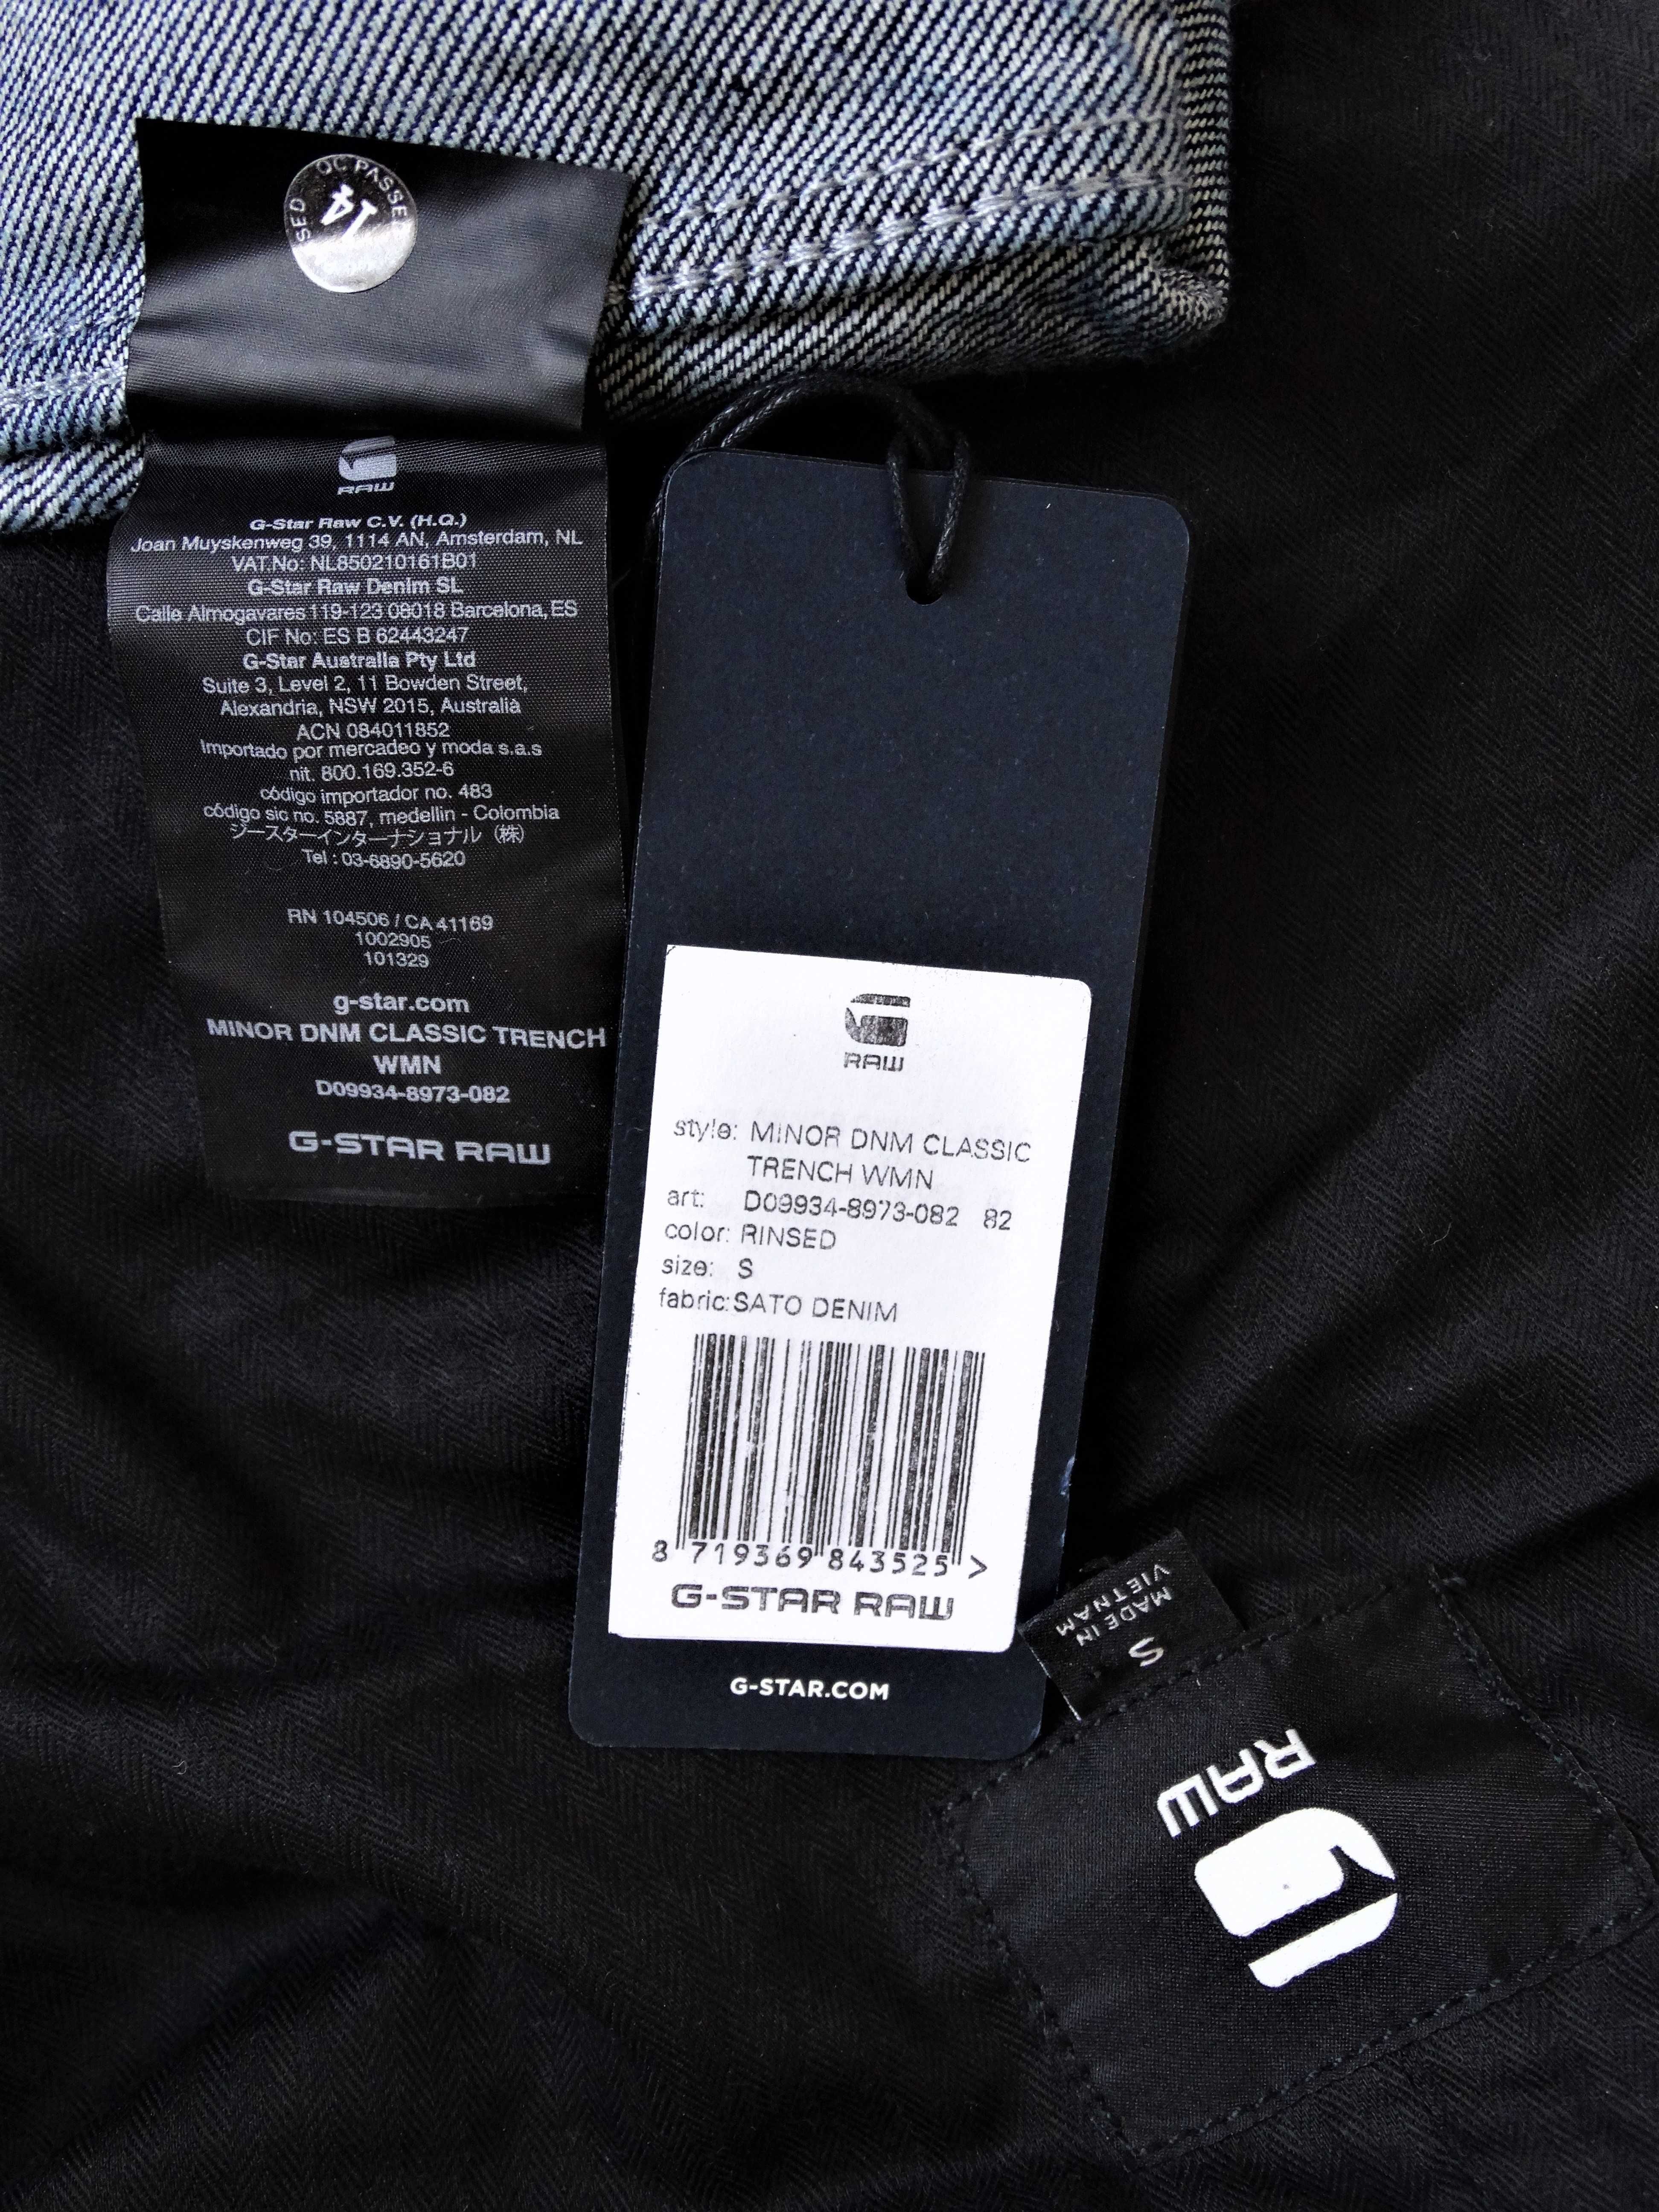 QC PASSED
SED
14
RAW
G-Star Raw C.V. (H.Q.)
Joan Muyskenweg 39, 1114 AN, Amsterdam, NL
VAT.No: NL850210161B01
G-Star Raw Denim SL
Calle Almogavares 119-123 08018 Barcelona, ES
CIF No: ES B 62443247
G-Star Australia Pty Ltd
Suite 3, Level 2, 11 Bowden Street,
Alexandria, NSW 2015, Australia
ACN 084011852
Importado por mercadeo y moda s.a.s
nit. 800.169.352-6
código importador no. 483
código sic no. 5887, medellin - Colombia
ジースターインターナショナル（株）
Tel : 03-6890-5620
RN 104506 / CA 41169
1002905
101329
g-star.com
MINOR DNM CLASSIC TRENCH
WMN
D09934-8973-082
G-STAR RAW
RAW
style: MINOR DNM CLASSIC
TRENCH WMN
art: D09934-8973-082 82
color: RINSED
size: S
fabric: SATO DENIM
8 719369 843525 >
G-STAR RAW
G-STAR.COM
MADE IN
VIETNAM
S
RAW